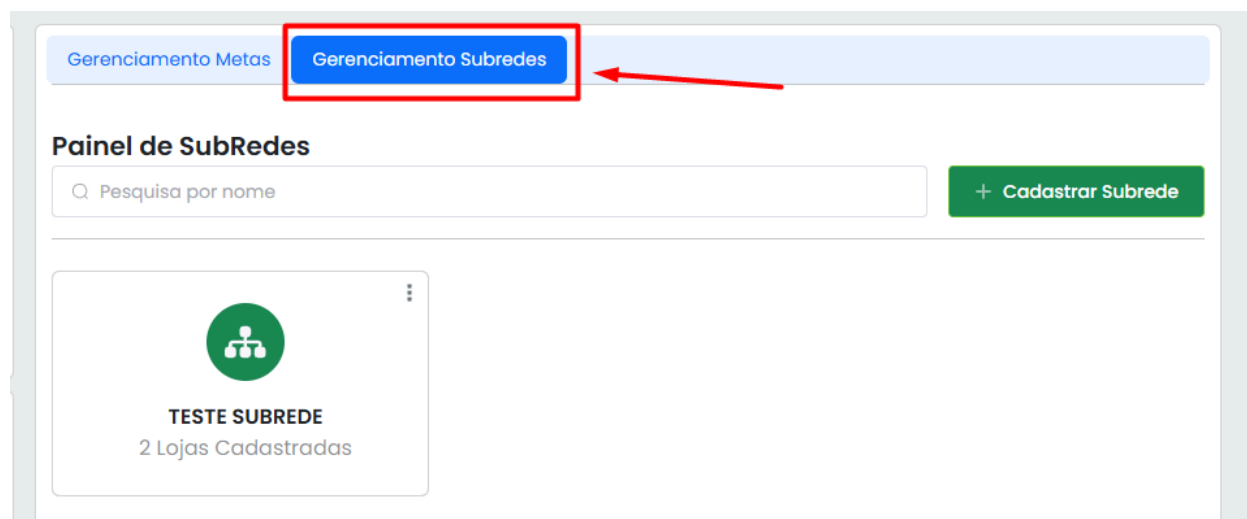 Gerenciamento Metas Gerenciamento Subredes
Painel de SubRedes
Pesquisa por nome
+ Cadastrar Subrede
TESTE SUBREDE
2 Lojas Cadastradas